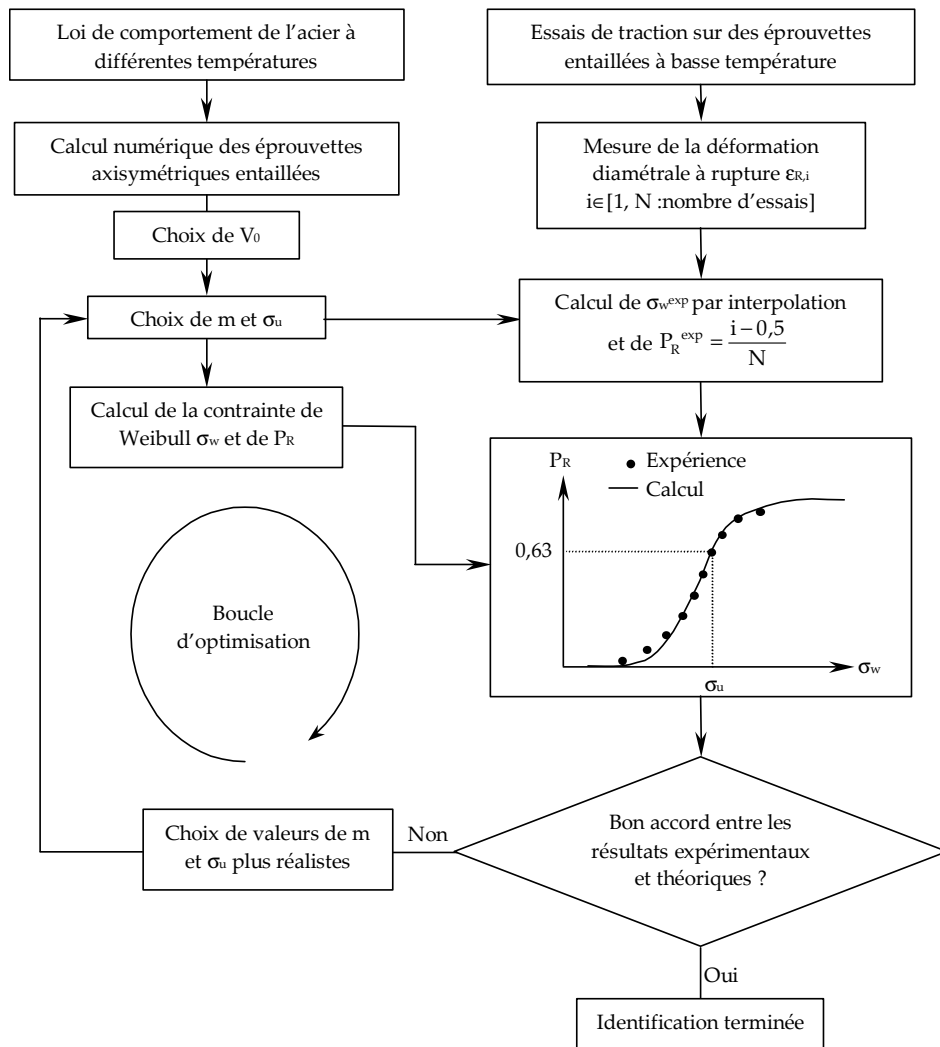 Loi de comportement de l'acier à
différentes températures
Essais de traction sur des éprouvettes
entaillées à basse température
Calcul numérique des éprouvettes
axisymétriques entaillées
Mesure de la déformation
diamétrale à rupture εR,i
i∈[1, N :nombre d'essais]
Choix de V0
Choix de m et σu
Calcul de σw^exp par interpolation
et de PR^exp = (i−0,5)/N
Calcul de la contrainte de
Weibull σw et de PR
PR
Expérience
Calcul
0,63
σw
σu
Boucle
d'optimisation
Choix de valeurs de m
et σu plus réalistes
Non
Bon accord entre les
résultats expérimentaux
et théoriques ?
Oui
Identification terminée